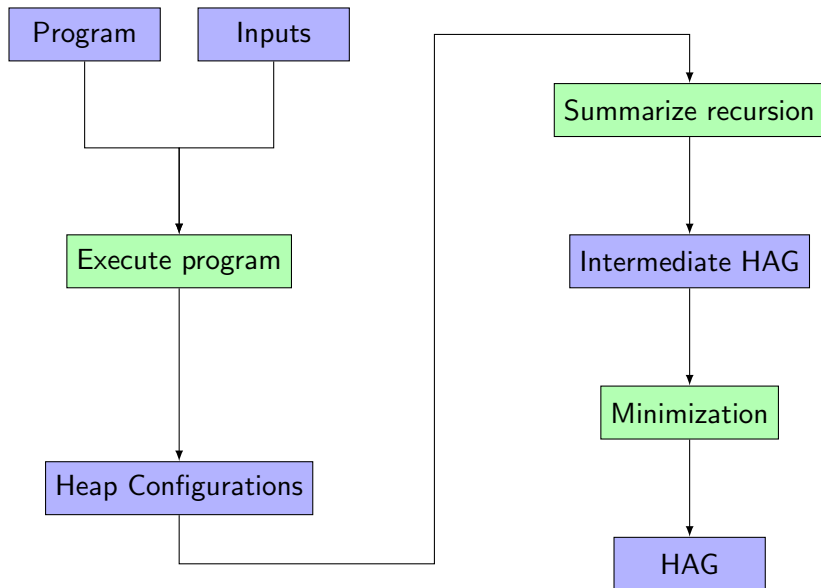 Program
Inputs
Execute program
Heap Configurations
Summarize recursion
Intermediate HAG
Minimization
HAG